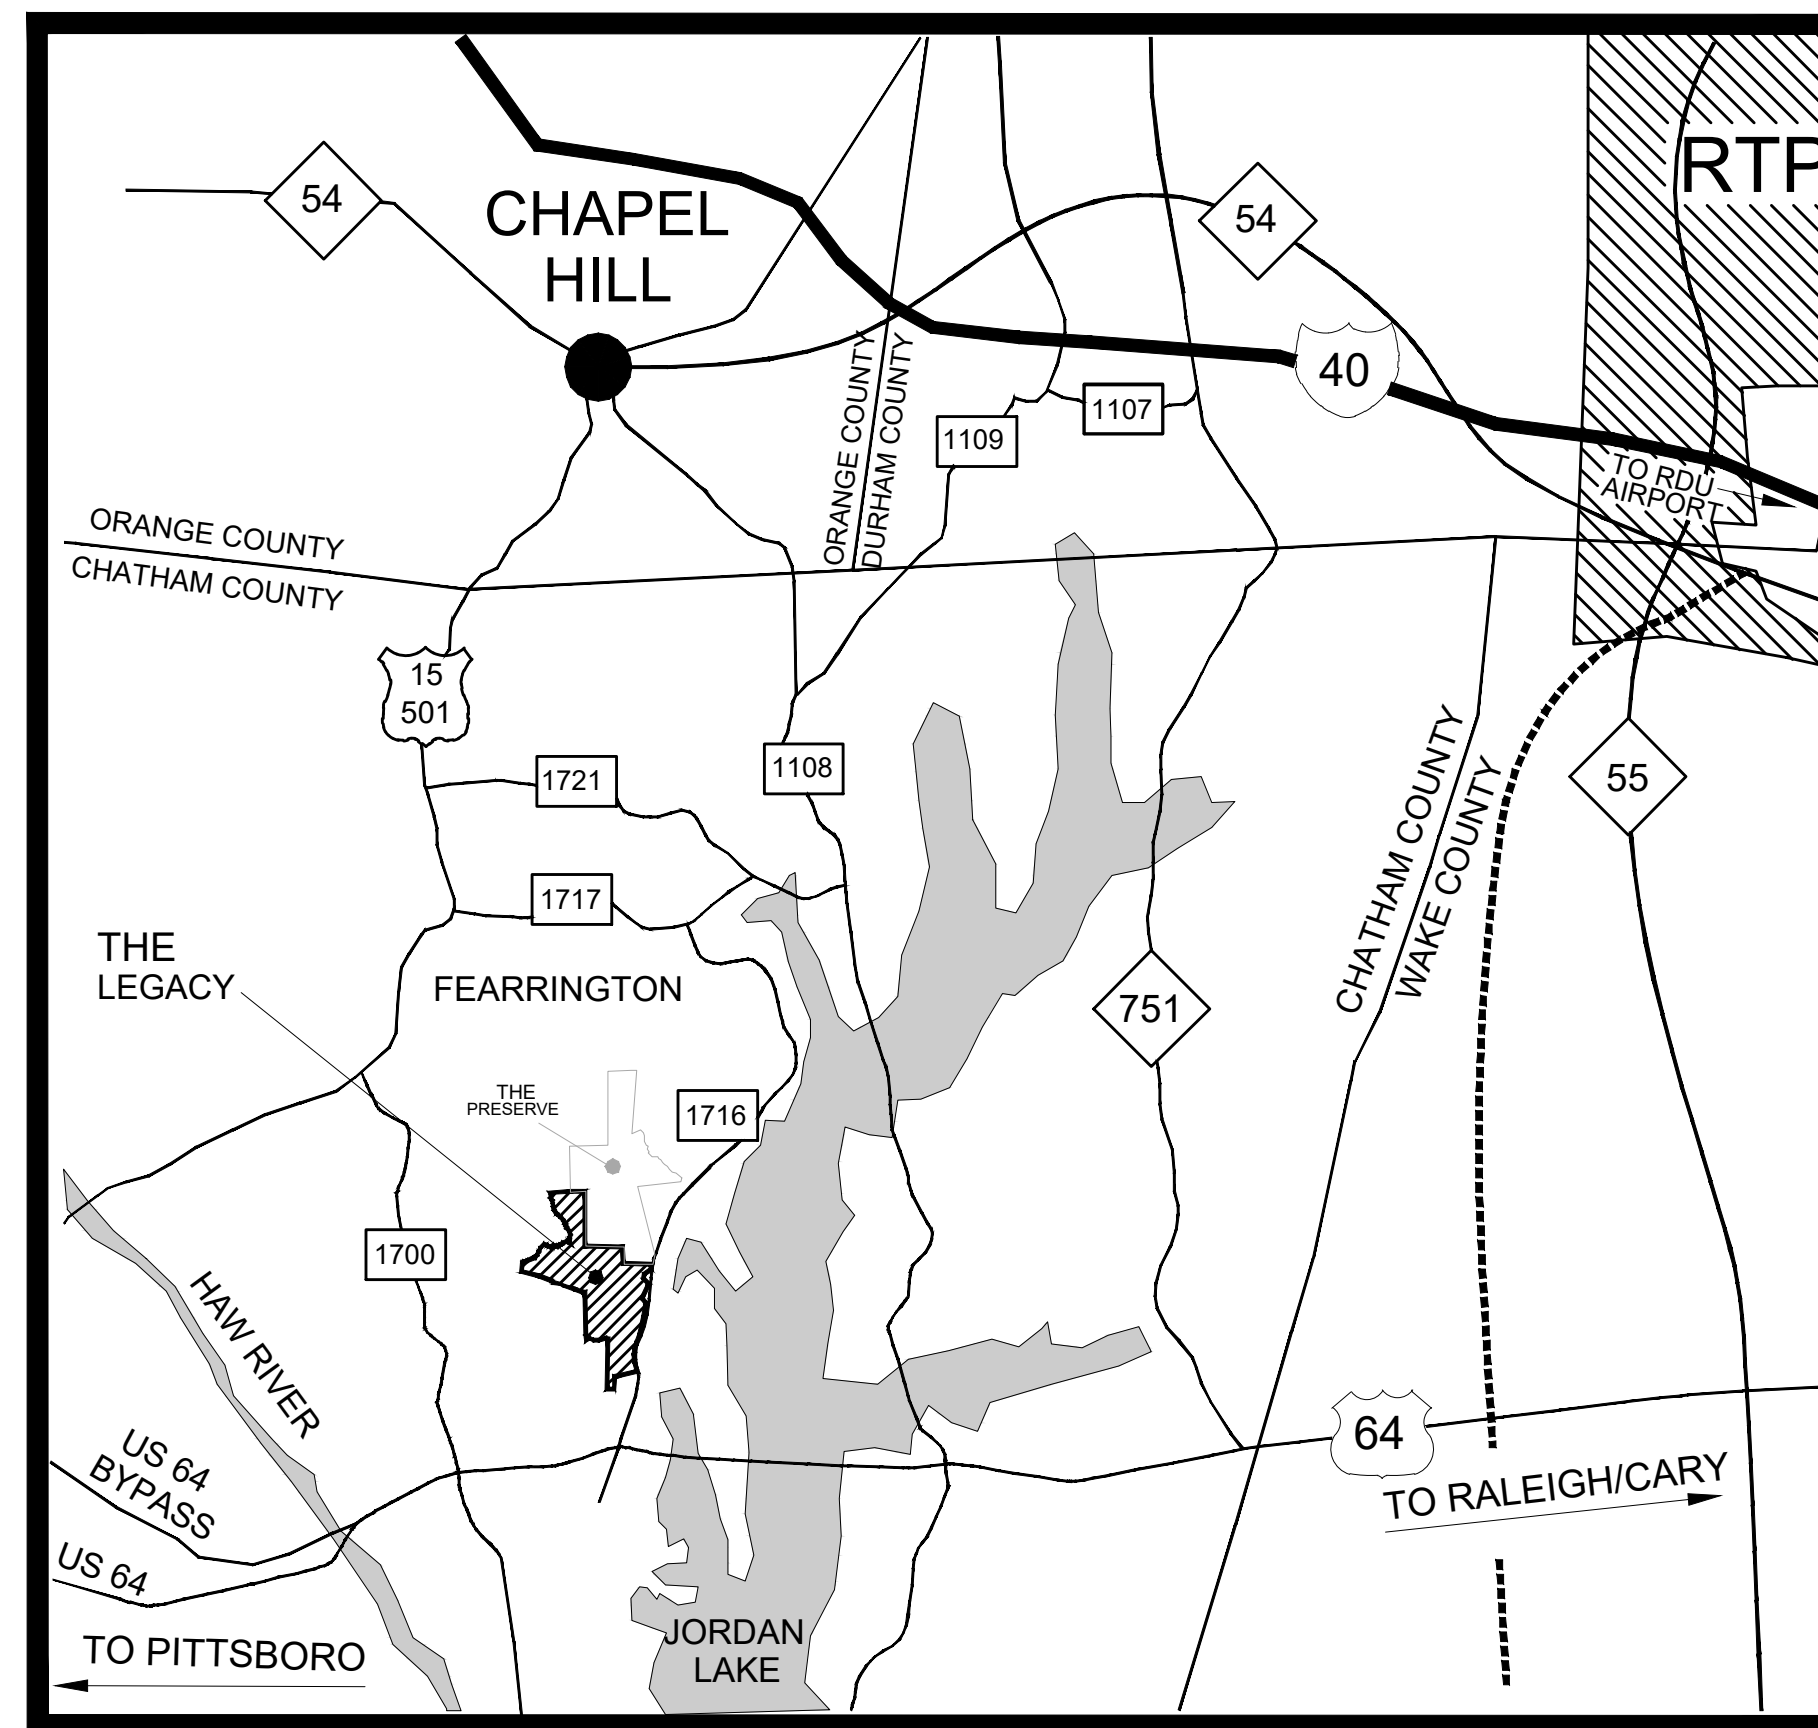 RTP
54
CHAPEL
HILL
54
40
1107
1109
ORANGE COUNTY
DURHAM COUNTY
TO RDU
AIRPORT
ORANGE COUNTY
CHATHAM COUNTY
15
501
1721
1108
55
CHATHAM COUNTY
WAKE COUNTY
1717
THE
LEGACY
FEARRINGTON
751
THE
PRESERVE
1716
1700
HAW RIVER
64
US 64
BYPASS
TO RALEIGH/CARY
US 64
TO PITTSBORO
JORDAN
LAKE